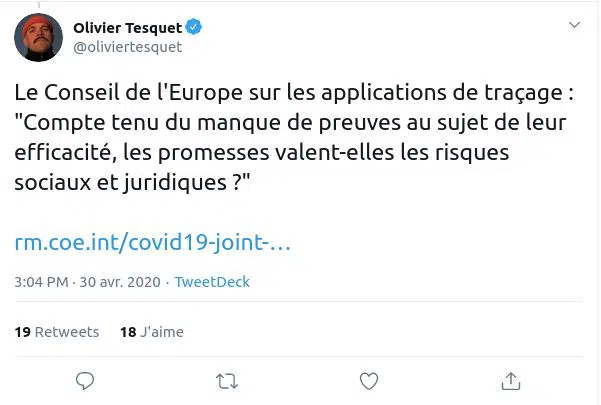 Olivier Tesquet
@oliviertesquet
Le Conseil de l'Europe sur les applications de traçage :
"Compte tenu du manque de preuves au sujet de leur
efficacité, les promesses valent-elles les risques
sociaux et juridiques ?"
rm.coe.int/covid19-joint-…
3:04 PM · 30 avr. 2020 · TweetDeck
19 Retweets 18 J'aime